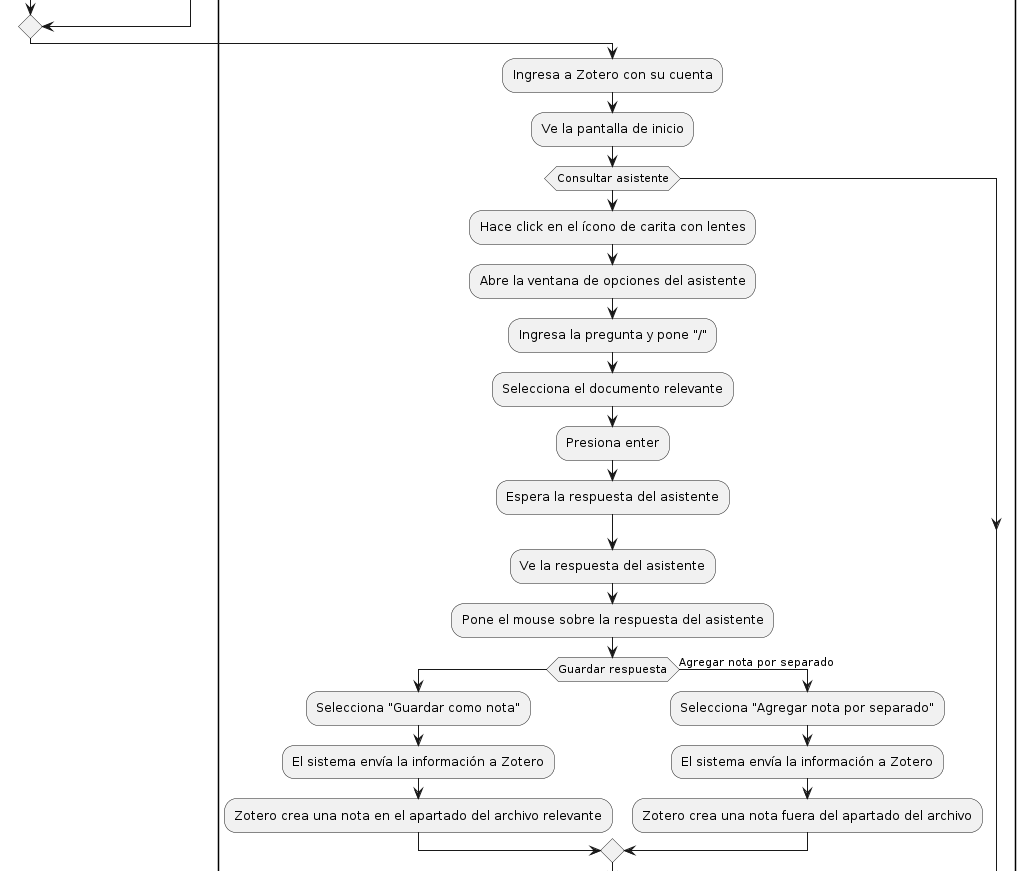 Ingresa a Zotero con su cuenta
Ve la pantalla de inicio
Consultar asistente
Hace click en el ícono de carita con lentes
Abre la ventana de opciones del asistente
Ingresa la pregunta y pone "/"
Selecciona el documento relevante
Presiona enter
Espera la respuesta del asistente
Ve la respuesta del asistente
Pone el mouse sobre la respuesta del asistente
Guardar respuesta
Agregar nota por separado
Selecciona "Guardar como nota"
Selecciona "Agregar nota por separado"
El sistema envía la información a Zotero
El sistema envía la información a Zotero
Zotero crea una nota en el apartado del archivo relevante
Zotero crea una nota fuera del apartado del archivo